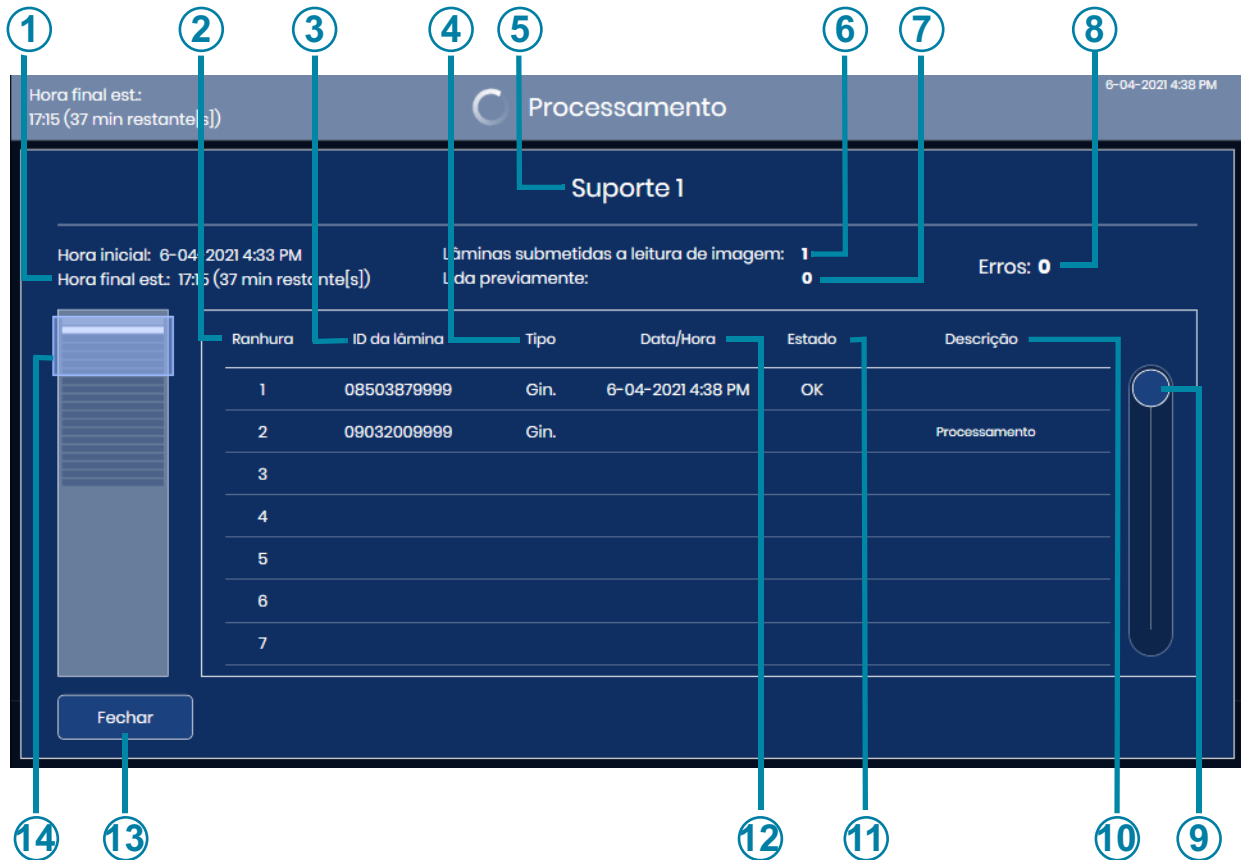 1 2 3 4 5 6 7 8
Hora final est.:
17:15 (37 min restante[s])
Processamento
6-04-2021 4:38 PM
Suporte 1
Hora inicial: 6-04-2021 4:33 PM
Hora final est.: 17:15 (37 min restante[s])
Lâminas submetidas a leitura de imagem: 1
Lida previamente: 0
Erros: 0
Ranhura ID da lâmina Tipo Data/Hora Estado Descrição
1 08503879999 Gin. 6-04-2021 4:38 PM OK
2 09032009999 Gin. Processamento
3
4
5
6
7
Fechar
14 13 12 11 10 9